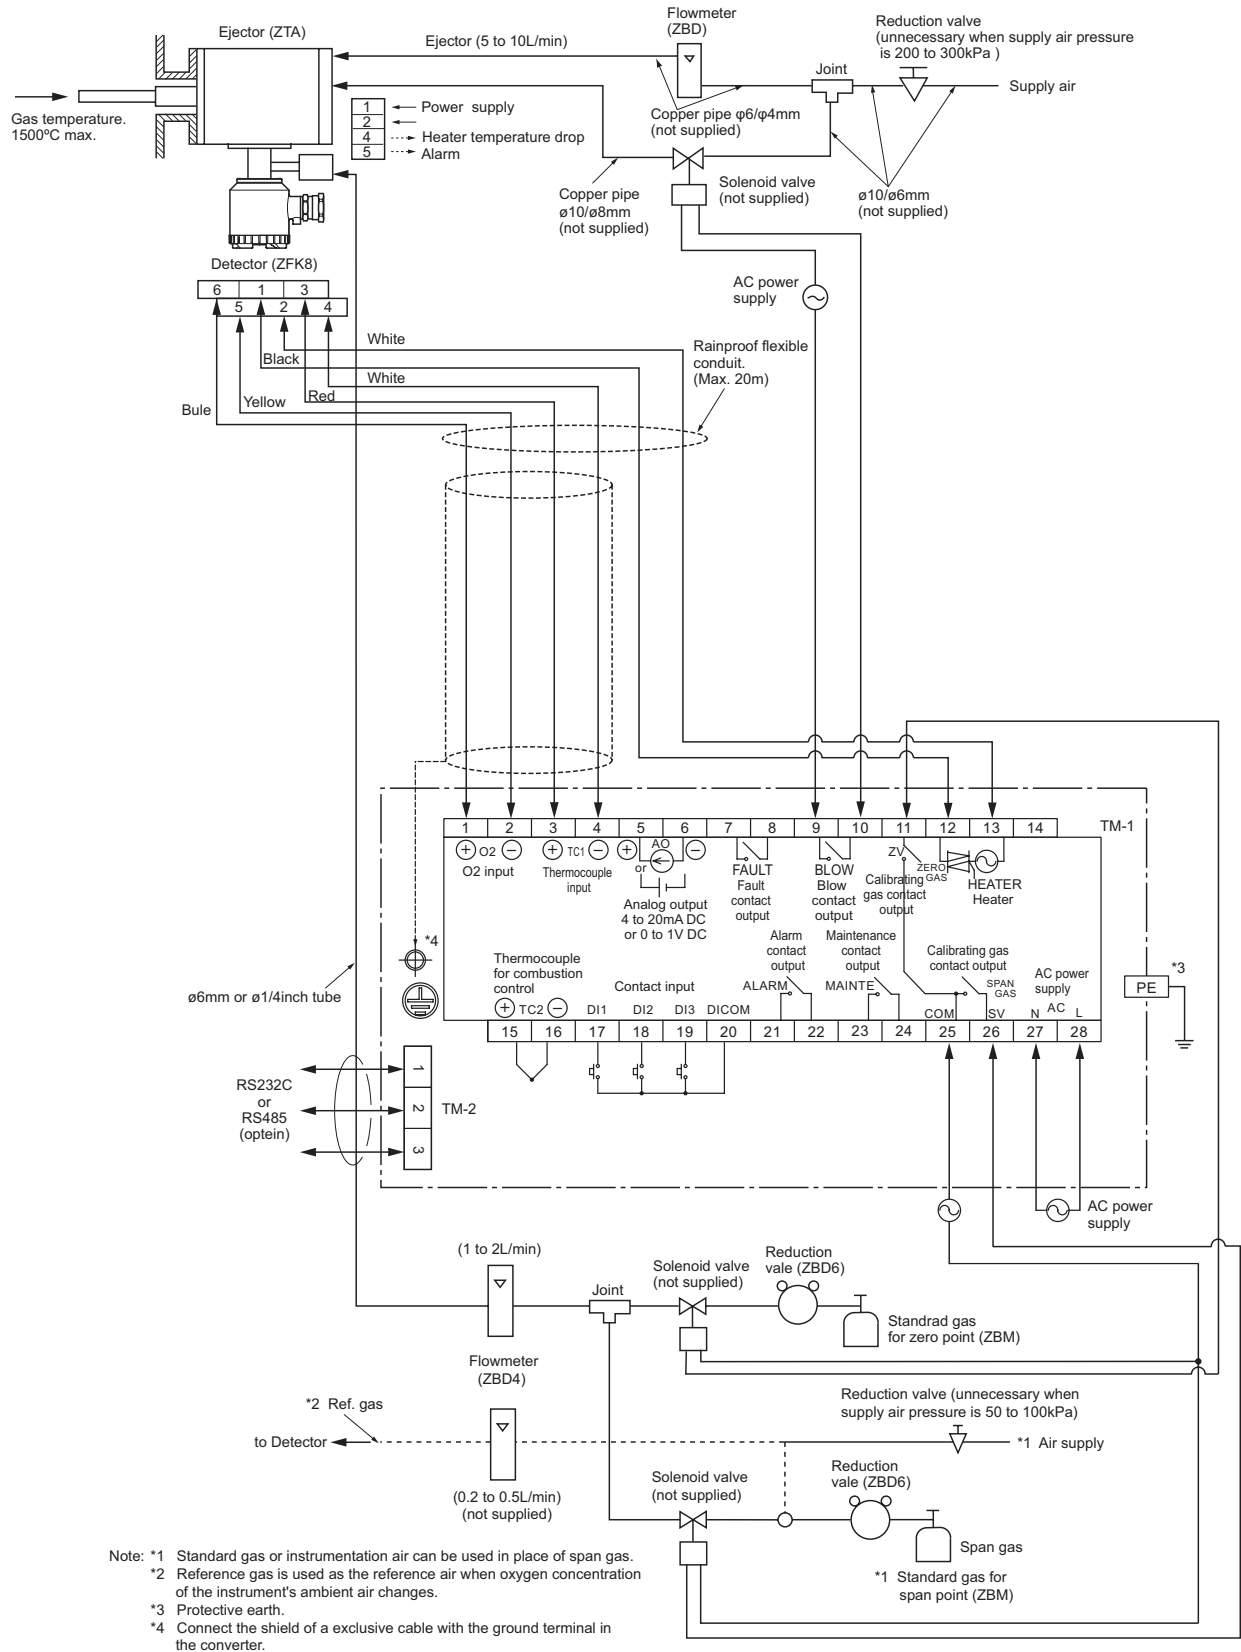 Ejector (ZTA)
Ejector (5 to 10L/min)
Flowmeter
(ZBD)
Reduction valve
(unnecessary when supply air pressure
is 200 to 300kPa )
Joint
Supply air
Gas temperature.
1500ºC max.
1
Power supply
2
4
Heater temperature drop
5
Alarm
Copper pipe φ6/φ4mm
(not supplied)
Copper pipe
ø10/ø8mm
(not supplied)
Solenoid valve
(not supplied)
ø10/ø6mm
(not supplied)
Detector (ZFK8)
6 1 3
5 2 4
AC power
supply
White
Black
White
Red
Yellow
Bule
Rainproof flexible
conduit.
(Max. 20m)
1 2 3 4 5 6 7 8 9 10 11 12 13 14
TM-1
+ O2 −
O2 input
+ TC1 −
Thermocouple
input
+ AO −
or
Analog output
4 to 20mA DC
or 0 to 1V DC
FAULT
Fault
contact
output
BLOW
Blow
contact
output
ZV
ZERO
GAS
Calibrating
gas contact
output
HEATER
Heater
*4
Thermocouple
for combustion
control
+ TC2 −
Contact input
DI1 DI2 DI3 DICOM
Alarm
contact
output
ALARM
Maintenance
contact
output
MAINTE
Calibrating gas
contact output
SPAN
GAS
COM SV
AC power
supply
N AC L
15 16 17 18 19 20 21 22 23 24 25 26 27 28
*3
PE
ø6mm or ø1/4inch tube
RS232C
or
RS485
(optein)
1
2
3
TM-2
AC power
supply
(1 to 2L/min)
Flowmeter
(ZBD4)
Joint
Solenoid valve
(not supplied)
Reduction
vale (ZBD6)
Standrad gas
for zero point (ZBM)
*2 Ref. gas
to Detector
(0.2 to 0.5L/min)
(not supplied)
Reduction valve (unnecessary when
supply air pressure is 50 to 100kPa)
*1 Air supply
Solenoid valve
(not supplied)
Reduction
vale (ZBD6)
Span gas
*1 Standard gas for
span point (ZBM)
Note: *1 Standard gas or instrumentation air can be used in place of span gas.
*2 Reference gas is used as the reference air when oxygen concentration
of the instrument's ambient air changes.
*3 Protective earth.
*4 Connect the shield of a exclusive cable with the ground terminal in
the converter.